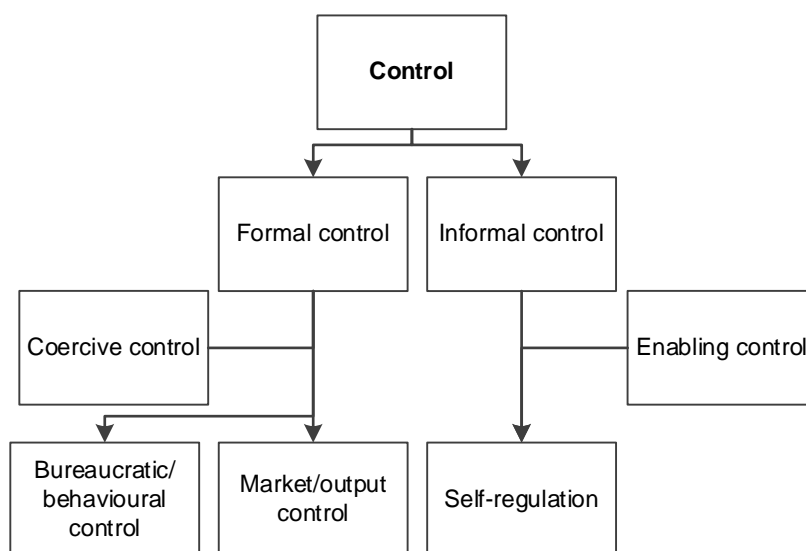 Control
Formal control
Informal control
Coercive control
Enabling control
Bureaucratic/
behavioural
control
Market/output
control
Self-regulation